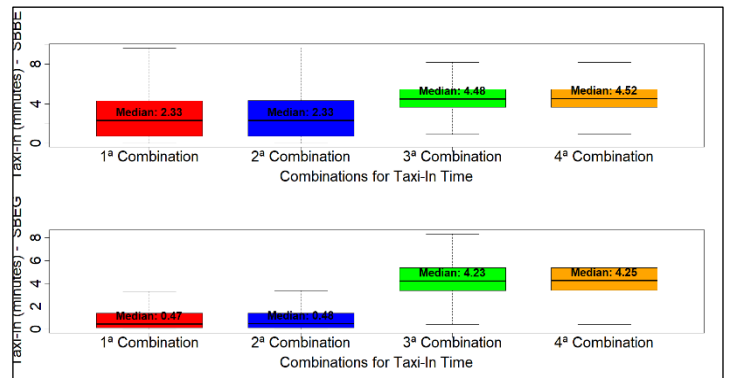 Taxi-in (minutes) - SBBE
8
4
0
Median: 2.33
Median: 2.33
Median: 4.48
Median: 4.52
1ª Combination
2ª Combination
3ª Combination
4ª Combination
Combinations for Taxi-In Time
Taxi-in (minutes) - SBEG
8
6
4
2
0
Median: 0.47
Median: 0.48
Median: 4.23
Median: 4.25
1ª Combination
2ª Combination
3ª Combination
4ª Combination
Combinations for Taxi-In Time